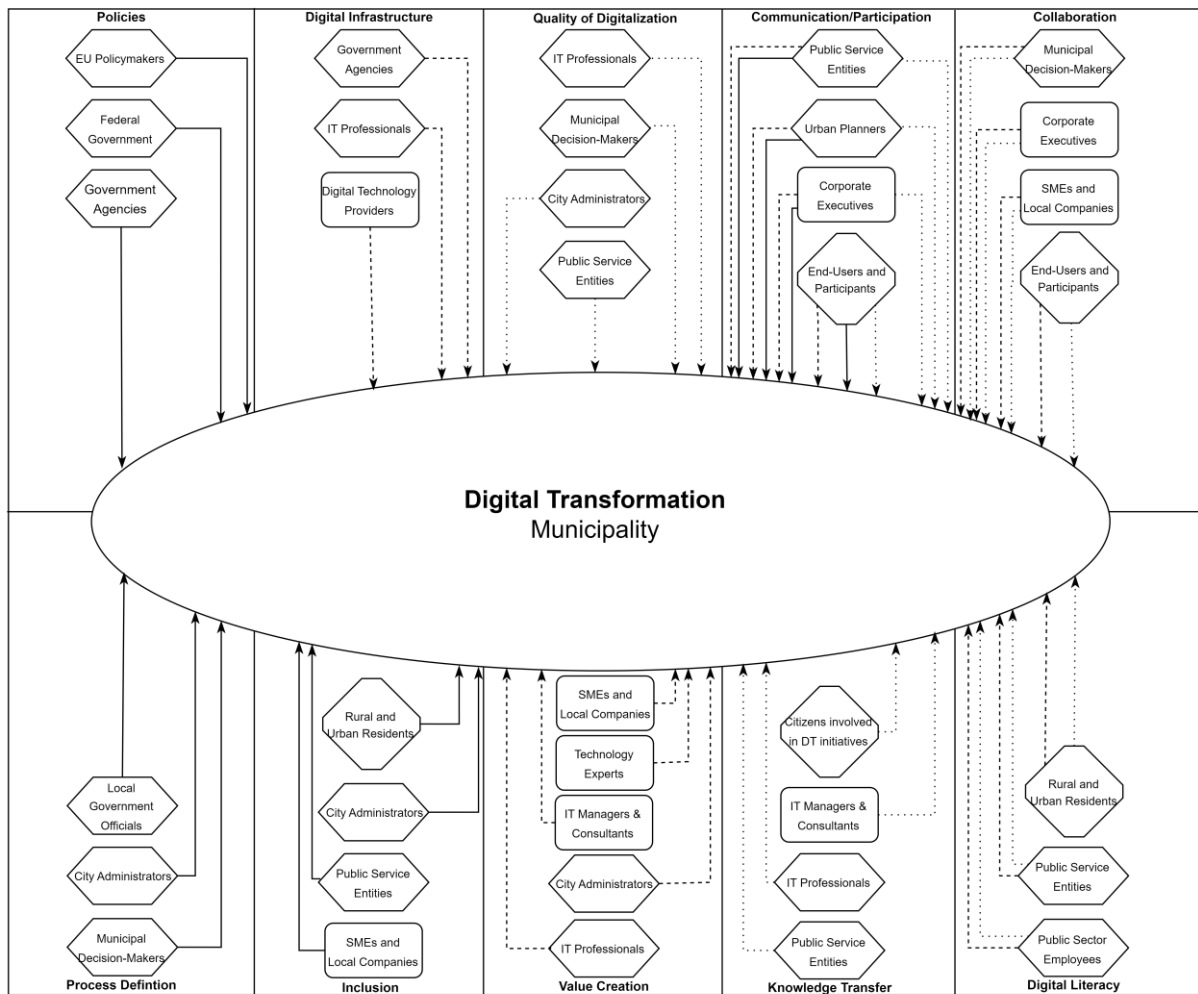 Policies
EU Policymakers
Federal
Government
Government
Agencies
Digital Infrastructure
Government
Agencies
IT Professionals
Digital Technology
Providers
Quality of Digitalization
IT Professionals
Municipal
Decision-Makers
City Administrators
Public Service
Entities
Communication/Participation
Public Service
Entities
Urban Planners
Corporate
Executives
End-Users and
Participants
Collaboration
Municipal
Decision-Makers
Corporate
Executives
SMEs and
Local Companies
End-Users and
Participants
Digital Transformation
Municipality
Local
Government
Officials
City Administrators
Municipal
Decision-Makers
Process Defintion
Rural and
Urban Residents
City Administrators
Public Service
Entities
SMEs and
Local Companies
Inclusion
SMEs and
Local Companies
Technology
Experts
IT Managers &
Consultants
City Administrators
IT Professionals
Value Creation
Citizens involved
in DT initiatives
IT Managers &
Consultants
IT Professionals
Public Service
Entities
Knowledge Transfer
Rural and
Urban Residents
Public Service
Entities
Public Sector
Employees
Digital Literacy